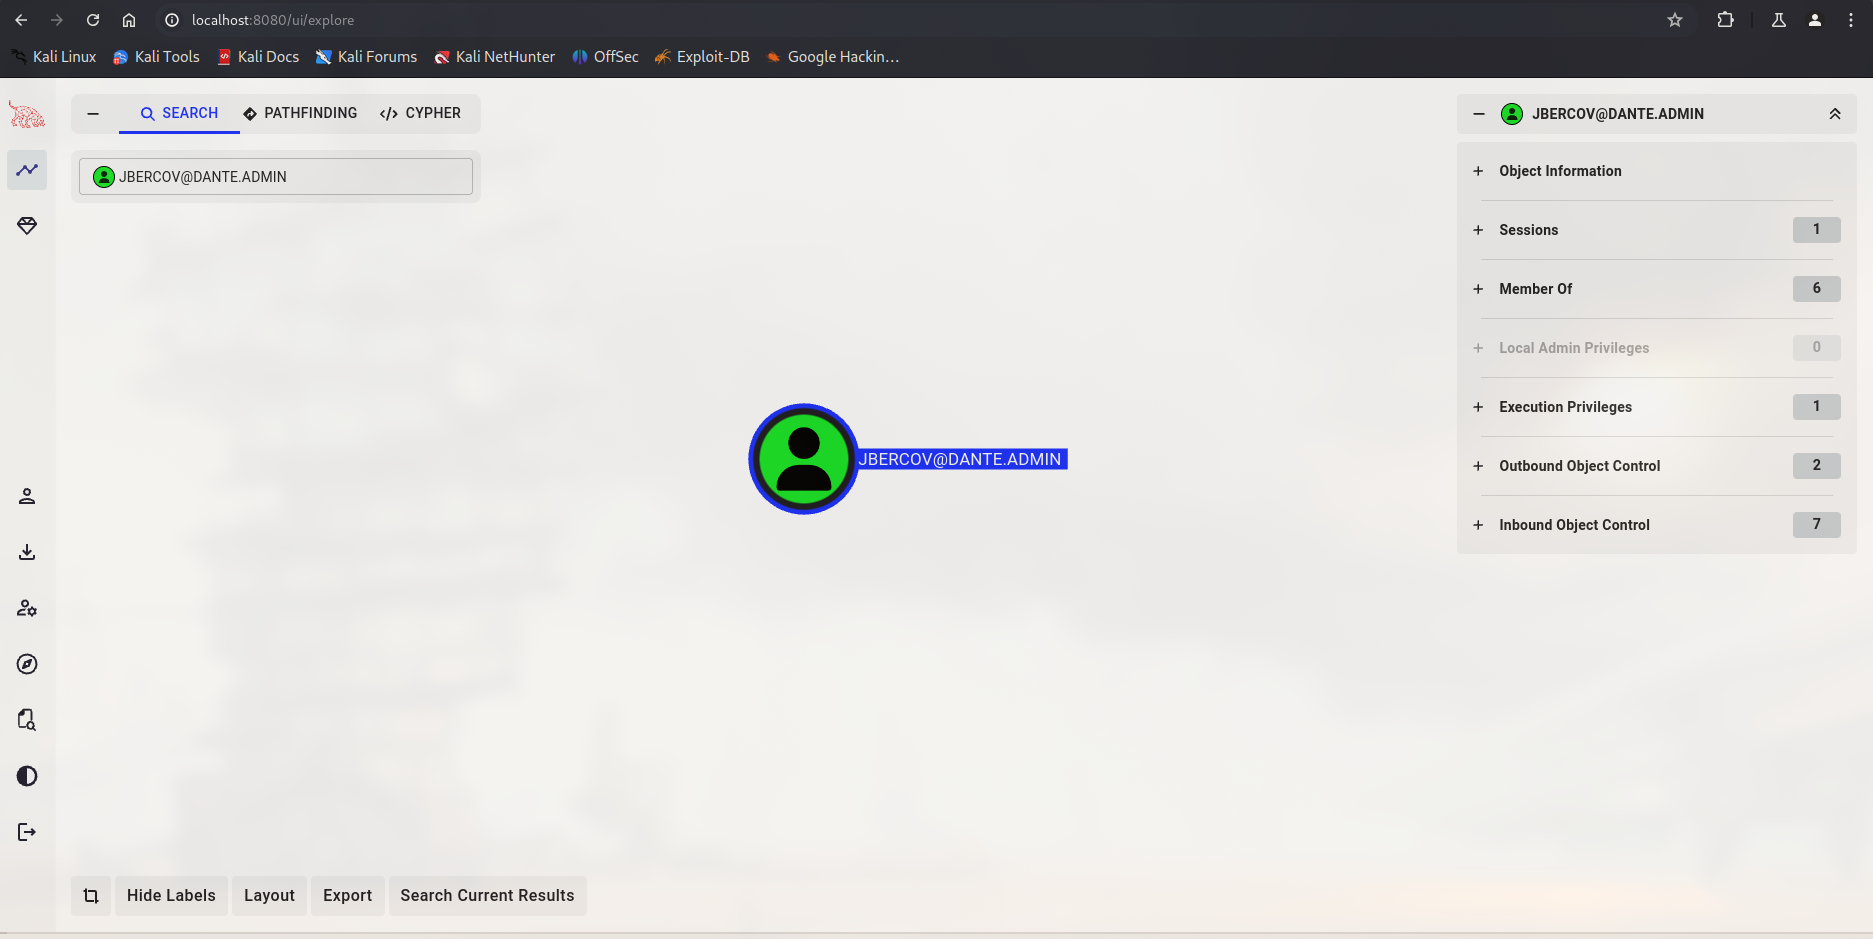 localhost:8080/ui/explore
Kali Linux Kali Tools Kali Docs Kali Forums Kali NetHunter OffSec Exploit-DB Google Hackin…
SEARCH PATHFINDING CYPHER
JBERCOV@DANTE.ADMIN
JBERCOV@DANTE.ADMIN
JBERCOV@DANTE.ADMIN
Object Information
Sessions 1
Member Of 6
Local Admin Privileges 0
Execution Privileges 1
Outbound Object Control 2
Inbound Object Control 7
Hide Labels Layout Export Search Current Results